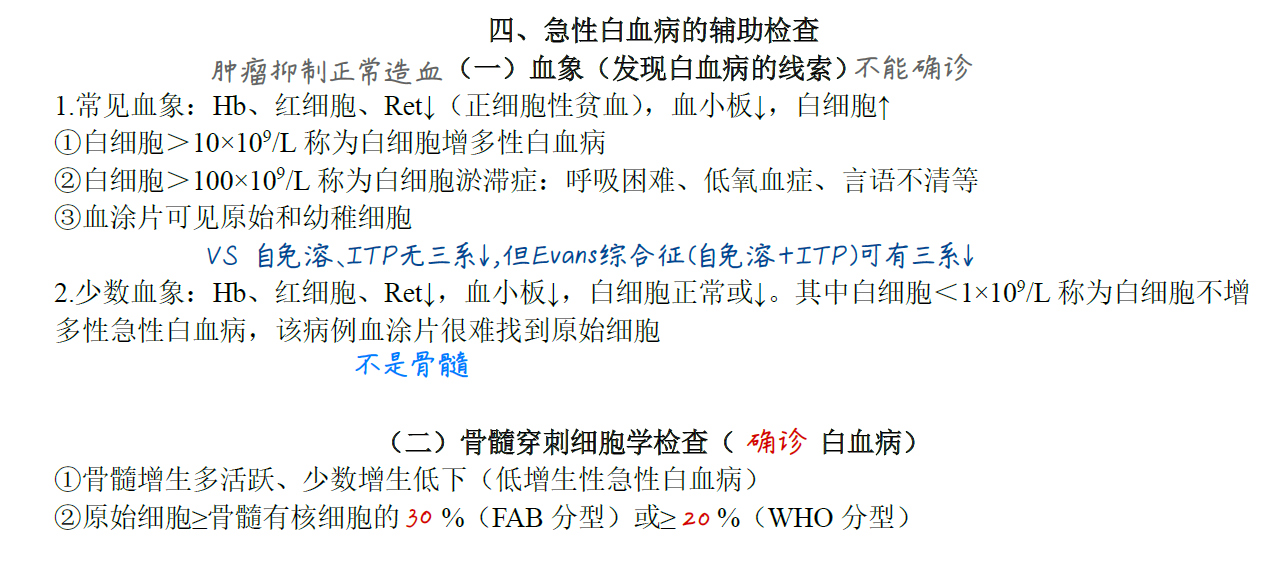 四、急性白血病的辅助检查
肿瘤抑制正常造血（一）血象（发现白血病的线索）不能确诊
1.常见血象：Hb、红细胞、Ret↓（正细胞性贫血），血小板↓，白细胞↑
①白细胞＞10×10⁹/L 称为白细胞增多性白血病
②白细胞＞100×10⁹/L 称为白细胞淤滞症：呼吸困难、低氧血症、言语不清等
③血涂片可见原始和幼稚细胞
VS 自免溶、ITP无三系↓,但Evans综合征(自免溶+ITP)可有三系↓
2.少数血象：Hb、红细胞、Ret↓，血小板↓，白细胞正常或↓。其中白细胞＜1×10⁹/L 称为白细胞不增
多性急性白血病，该病例血涂片很难找到原始细胞
不是骨髓
（二）骨髓穿刺细胞学检查（ 确诊 白血病）
①骨髓增生多活跃、少数增生低下（低增生性急性白血病）
②原始细胞≥骨髓有核细胞的 30 %（FAB 分型）或≥ 20 %（WHO 分型）